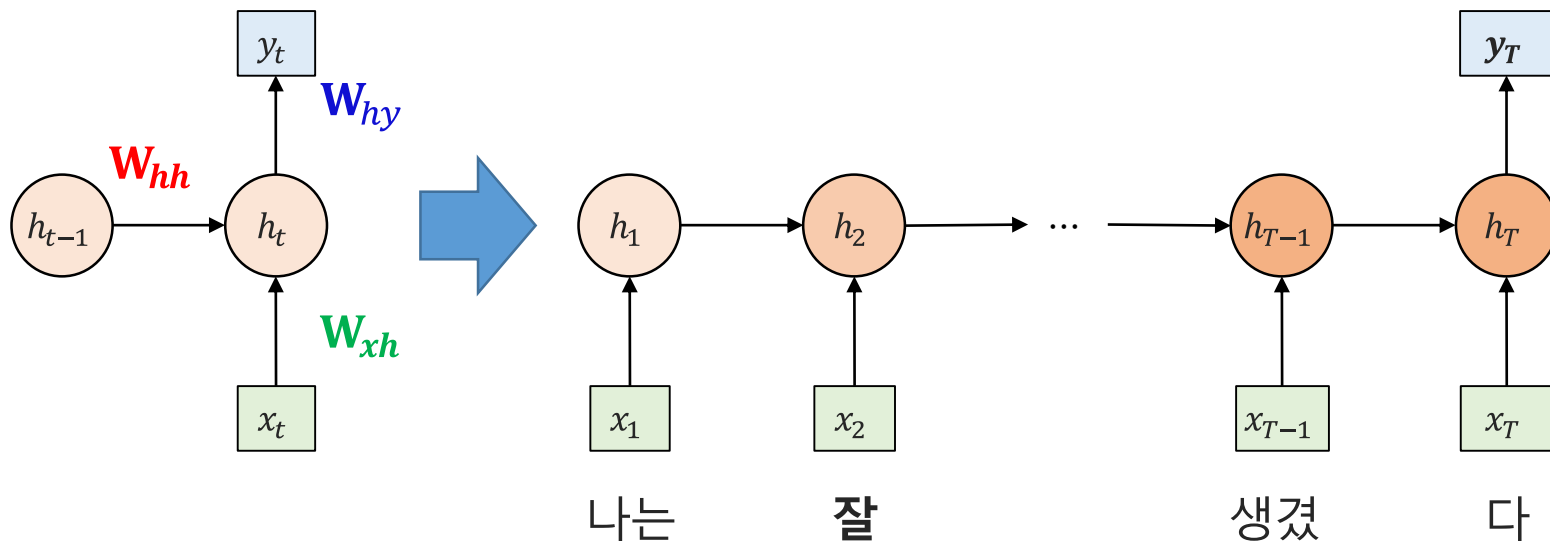 y_t
y_T
W_hy
W_hh
h_{t−1}
h_t
h_1
h_2
...
h_{T−1}
h_T
W_xh
x_t
x_1
x_2
x_{T−1}
x_T
나는 잘 생겼 다